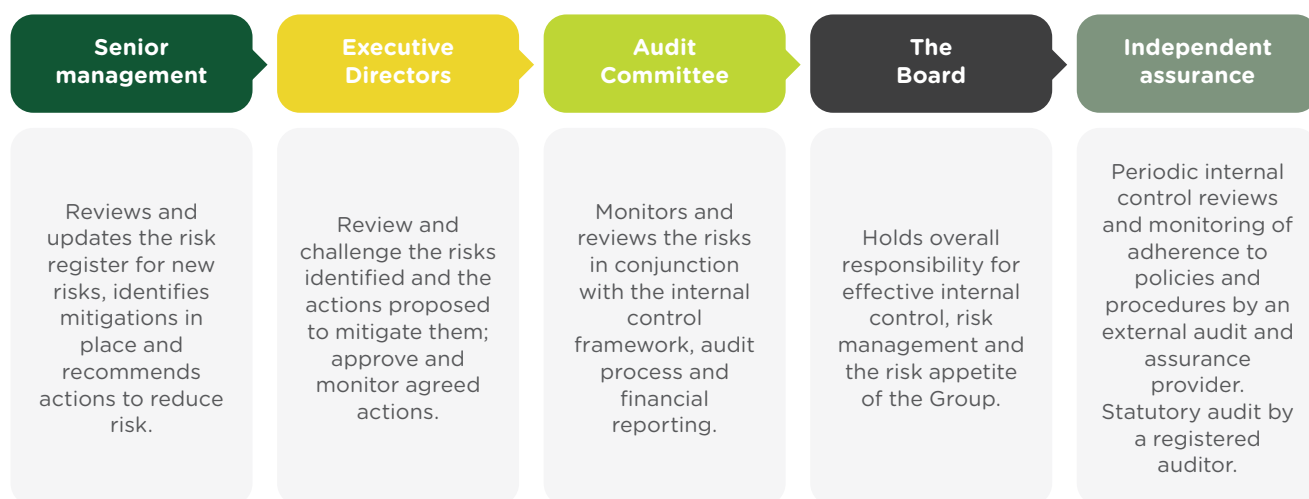 Senior
management
Executive
Directors
Audit
Committee
The
Board
Independent
assurance
Reviews and
updates the risk
register for new
risks, identifies
mitigations in
place and
recommends
actions to reduce
risk.
Review and
challenge the risks
identified and the
actions proposed
to mitigate them;
approve and
monitor agreed
actions.
Monitors and
reviews the risks
in conjunction
with the internal
control
framework, audit
process and
financial
reporting.
Holds overall
responsibility for
effective internal
control, risk
management and
the risk appetite
of the Group.
Periodic internal
control reviews
and monitoring of
adherence to
policies and
procedures by an
external audit and
assurance
provider.
Statutory audit by
a registered
auditor.